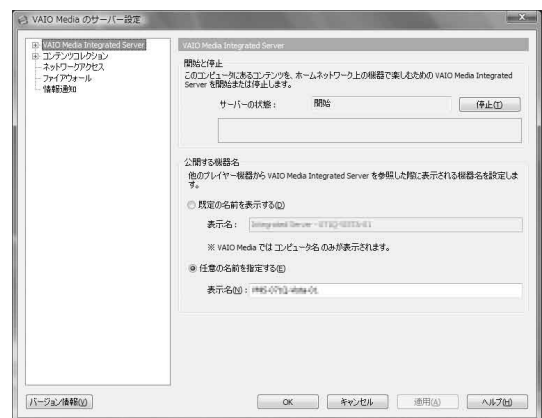 VAIO Media のサーバー設定
VAIO Media Integrated Server
コンテンツコレクション
ネットワークアクセス
ファイアウォール
情報通知
VAIO Media Integrated Server
開始と停止
このコンピュータにあるコンテンツを、ホームネットワーク上の機器で楽しむための VAIO Media Integrated
Server を開始または停止します。
サーバーの状態：
開始
停止(T)
公開する機器名
他のプレイヤー機器から VAIO Media Integrated Server を参照した際に表示される機器名を設定しま
す。
既定の名前を表示する(D)
表示名：
※ VAIO Media では コンピュータ名 のみが表示されます。
任意の名前を指定する(E)
表示名(N)：
バージョン情報(V)
OK
キャンセル
適用(A)
ヘルプ(H)